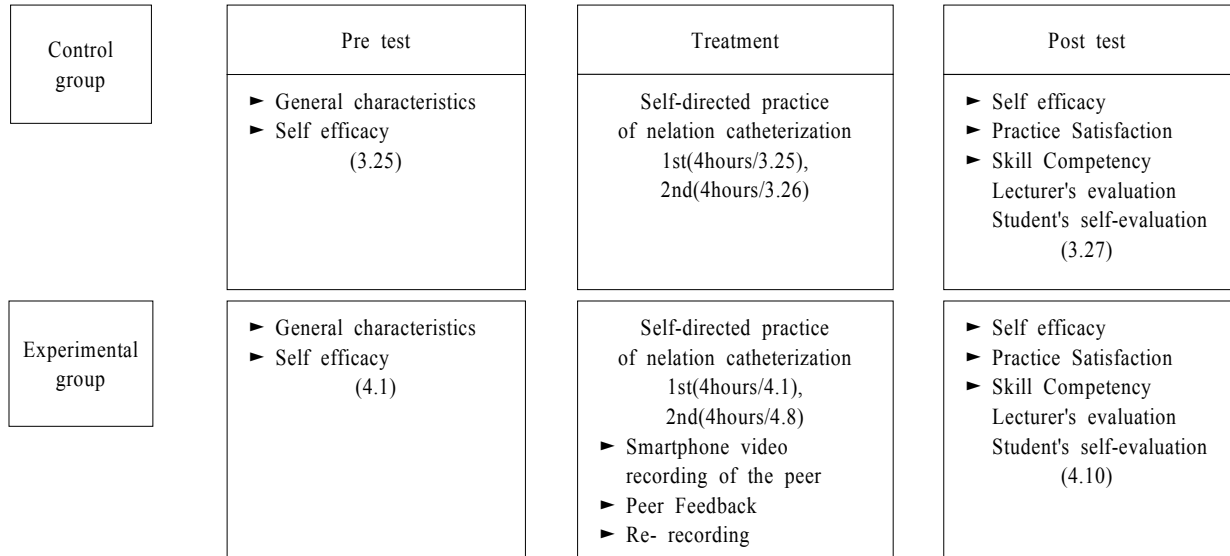 Control
group
Pre test
Treatment
Post test
► General characteristics
► Self efficacy
(3.25)
Self-directed practice
of nelation catheterization
1st(4hours/3.25),
2nd(4hours/3.26)
► Self efficacy
► Practice Satisfaction
► Skill Competency
Lecturer's evaluation
Student's self-evaluation
(3.27)
Experimental
group
► General characteristics
► Self efficacy
(4.1)
Self-directed practice
of nelation catheterization
1st(4hours/4.1),
2nd(4hours/4.8)
► Smartphone video
recording of the peer
► Peer Feedback
► Re- recording
► Self efficacy
► Practice Satisfaction
► Skill Competency
Lecturer's evaluation
Student's self-evaluation
(4.10)